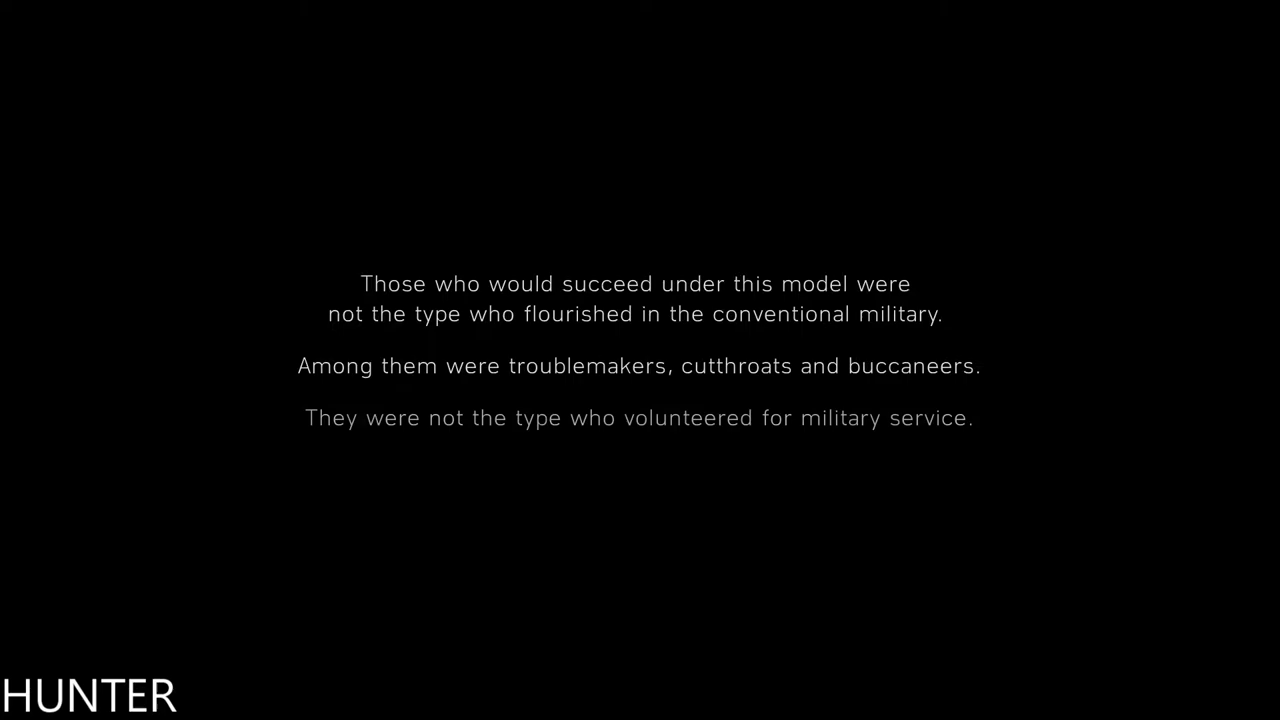 Those who would succeed under this model were
not the type who flourished in the conventional military.
Among them were troublemakers, cutthroats and buccaneers.
They were not the type who volunteered for military service.
HUNTER